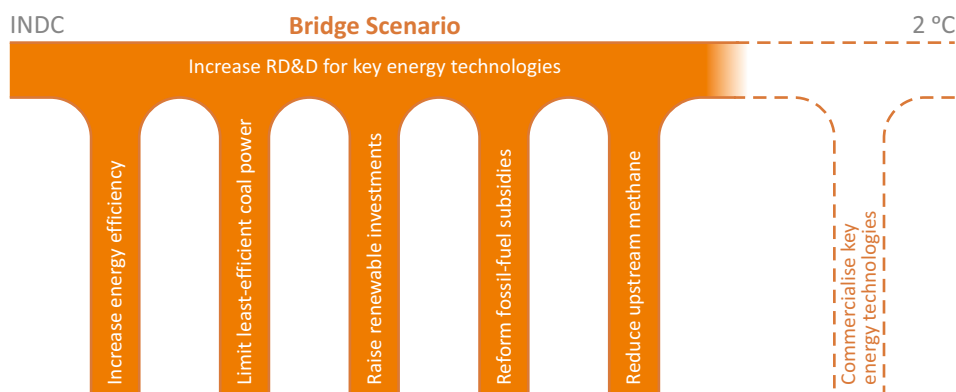 INDC
Bridge Scenario
2 °C
Increase RD&D for key energy technologies
Increase energy efficiency
Limit least-efficient coal power
Raise renewable investments
Reform fossil-fuel subsidies
Reduce upstream methane
Commercialise key
energy technologies